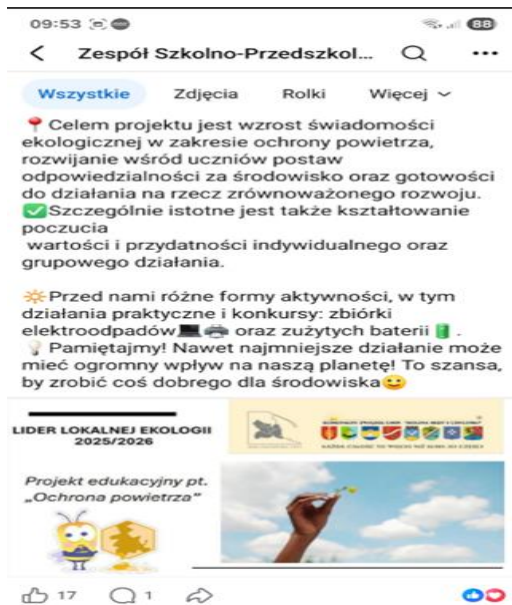 09:53
88
Zespół Szkolno-Przedszkol...
Wszystkie Zdjęcia Rolki Więcej
Celem projektu jest wzrost świadomości
ekologicznej w zakresie ochrony powietrza,
rozwijanie wśród uczniów postaw
odpowiedzialności za środowisko oraz gotowości
do działania na rzecz zrównoważonego rozwoju.
✅Szczególnie istotne jest także kształtowanie
poczucia
wartości i przydatności indywidualnego oraz
grupowego działania.
🔆Przed nami różne formy aktywności, w tym
działania praktyczne i konkursy: zbiórki
elektroodpadów💻🖨️ oraz zużytych baterii🔋.
💡Pamiętajmy! Nawet najmniejsze działanie może
mieć ogromny wpływ na naszą planetę! To szansa,
by zrobić coś dobrego dla środowiska😀
LIDER LOKALNEJ EKOLOGII
2025/2026
Projekt edukacyjny pt.
„Ochrona powietrza”
17 1